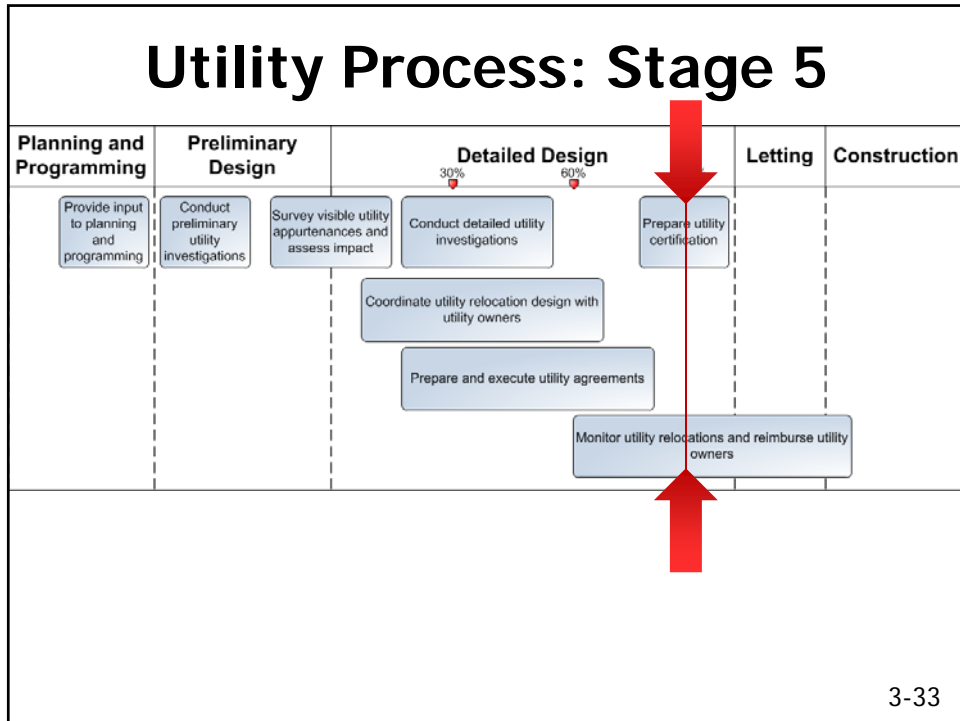 Utility Process: Stage 5
Planning and
Programming
Preliminary
Design
Detailed Design
Letting
Construction
30%
60%
Provide input
to planning
and
programming
Conduct
preliminary
utility
investigations
Survey visible utility
appurtenances and
assess impact
Conduct detailed utility
investigations
Prepare utility
certification
Coordinate utility relocation design with
utility owners
Prepare and execute utility agreements
Monitor utility relocations and reimburse utility
owners
3-33